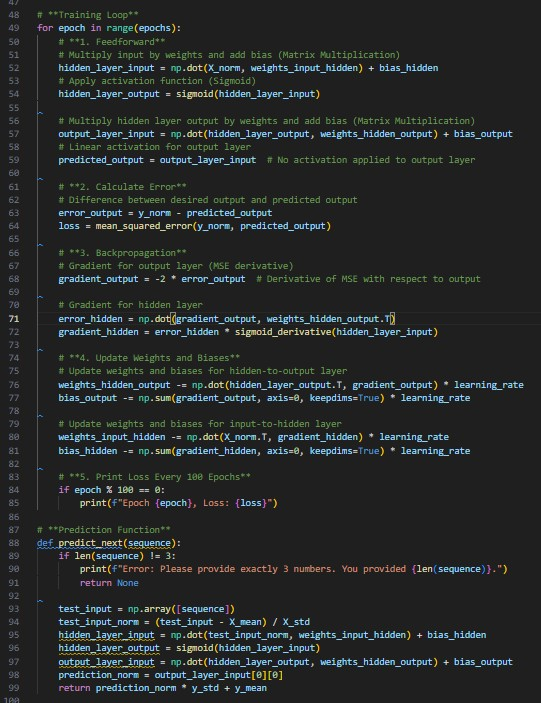 47
48 # **Training Loop**
49 for epoch in range(epochs):
50 # **1. Feedforward**
51 # Multiply input by weights and add bias (Matrix Multiplication)
52 hidden_layer_input = np.dot(X_norm, weights_input_hidden) + bias_hidden
53 # Apply activation function (Sigmoid)
54 hidden_layer_output = sigmoid(hidden_layer_input)
55
56 # Multiply hidden layer output by weights and add bias (Matrix Multiplication)
57 output_layer_input = np.dot(hidden_layer_output, weights_hidden_output) + bias_output
58 # Linear activation for output layer
59 predicted_output = output_layer_input  # No activation applied to output layer
60
61 # **2. Calculate Error**
62 # Difference between desired output and predicted output
63 error_output = y_norm - predicted_output
64 loss = mean_squared_error(y_norm, predicted_output)
65
66 # **3. Backpropagation**
67 # Gradient for output layer (MSE derivative)
68 gradient_output = -2 * error_output  # Derivative of MSE with respect to output
69
70 # Gradient for hidden layer
71 error_hidden = np.dot(gradient_output, weights_hidden_output.T)
72 gradient_hidden = error_hidden * sigmoid_derivative(hidden_layer_input)
73
74 # **4. Update Weights and Biases**
75 # Update weights and biases for hidden-to-output layer
76 weights_hidden_output -= np.dot(hidden_layer_output.T, gradient_output) * learning_rate
77 bias_output -= np.sum(gradient_output, axis=0, keepdims=True) * learning_rate
78
79 # Update weights and biases for input-to-hidden layer
80 weights_input_hidden -= np.dot(X_norm.T, gradient_hidden) * learning_rate
81 bias_hidden -= np.sum(gradient_hidden, axis=0, keepdims=True) * learning_rate
82
83 # **5. Print Loss Every 100 Epochs**
84 if epoch % 100 == 0:
85 print(f"Epoch {epoch}, Loss: {loss}")
86
87 # **Prediction Function**
88 def predict_next(sequence):
89 if len(sequence) != 3:
90 print(f"Error: Please provide exactly 3 numbers. You provided {len(sequence)}.")
91 return None
92
93 test_input = np.array([sequence])
94 test_input_norm = (test_input - X_mean) / X_std
95 hidden_layer_input = np.dot(test_input_norm, weights_input_hidden) + bias_hidden
96 hidden_layer_output = sigmoid(hidden_layer_input)
97 output_layer_input = np.dot(hidden_layer_output, weights_hidden_output) + bias_output
98 prediction_norm = output_layer_input[0][0]
99 return prediction_norm * y_std + y_mean
100